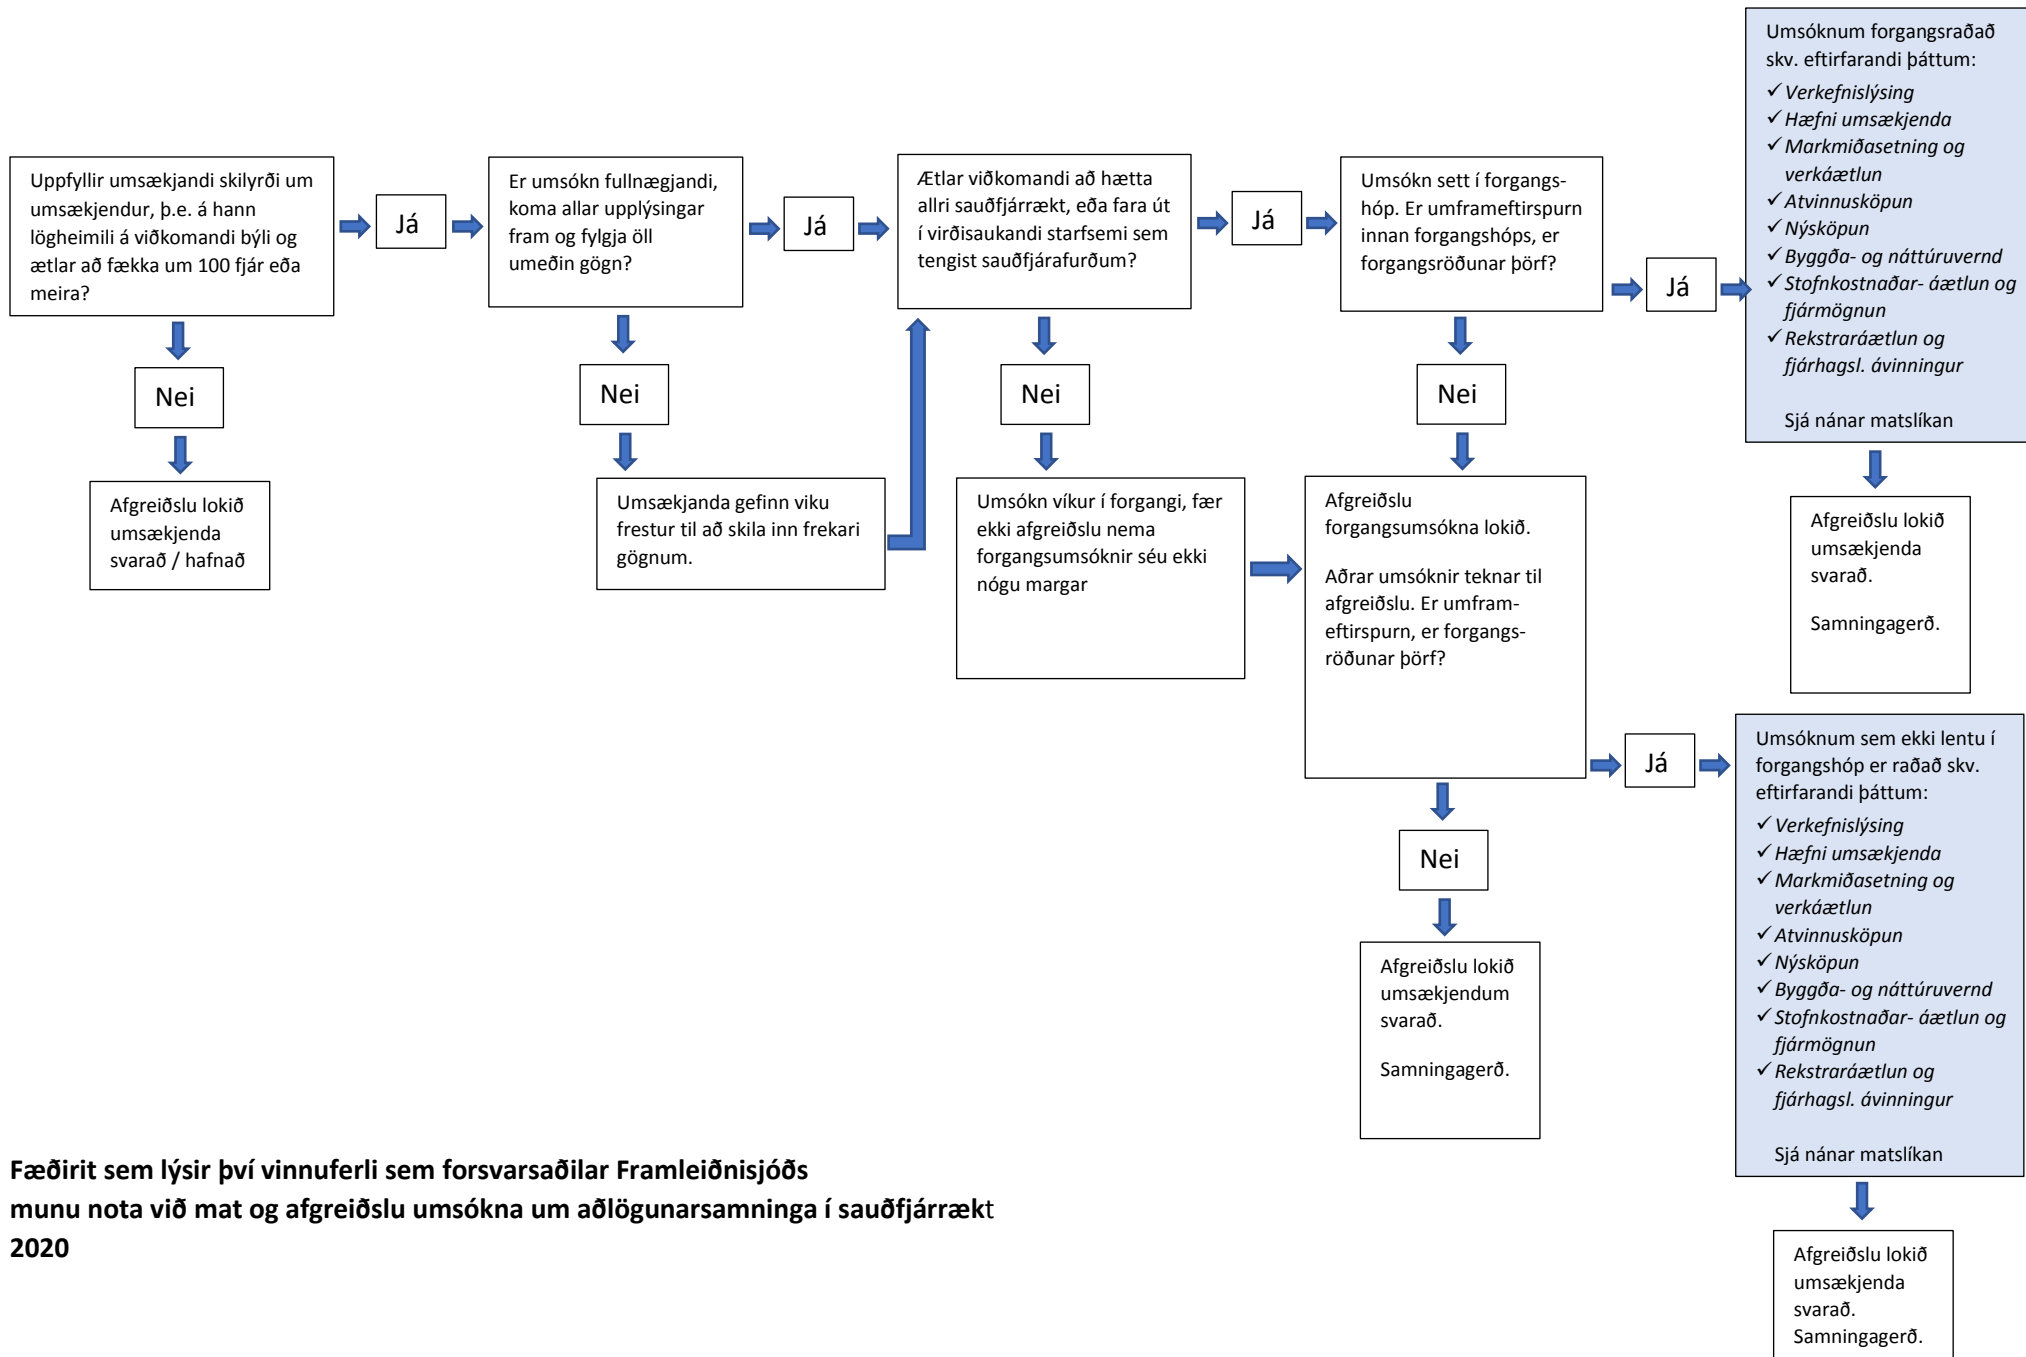 Uppfyllir umsækjandi skilyrði um
umsækjendur, þ.e. á hann
lögheimili á viðkomandi býli og
ætlar að fækka um 100 fjár eða
meira?
Já
Nei
Afgreiðslu lokið
umsækjenda
svarað / hafnað
Er umsókn fullnægjandi,
koma allar upplýsingar
fram og fylgja öll
umeðin gögn?
Já
Nei
Umsækjanda gefinn viku
frestur til að skila inn frekari
gögnum.
Ætlar viðkomandi að hætta
allri sauðfjárrækt, eða fara út
í virðisaukandi starfsemi sem
tengist sauðfjárafurðum?
Já
Nei
Umsókn víkur í forgangi, fær
ekki afgreiðslu nema
forgangsumsóknir séu ekki
nógu margar
Umsókn sett í forgangs-
hóp. Er umframeftirspurn
innan forgangshóps, er
forgangsröðunar þörf?
Já
Nei
Afgreiðslu
forgangsumsókna lokið.
Aðrar umsóknir teknar til
afgreiðslu. Er umfram-
eftirspurn, er forgangs-
röðunar þörf?
Já
Nei
Afgreiðslu lokið
umsækjendum
svarað.
Samningagerð.
Umsóknum forgangsraðað
skv. eftirfarandi þáttum:
✓ Verkefnislýsing
✓ Hæfni umsækjenda
✓ Markmiðasetning og
verkáætlun
✓ Atvinnusköpun
✓ Nýsköpun
✓ Byggða- og náttúruvernd
✓ Stofnkostnaðar- áætlun og
fjármögnun
✓ Rekstraráætlun og
fjárhagsl. ávinningur
Sjá nánar matslíkan
Afgreiðslu lokið
umsækjenda
svarað.
Samningagerð.
Umsóknum sem ekki lentu í
forgangshóp er raðað skv.
eftirfarandi þáttum:
✓ Verkefnislýsing
✓ Hæfni umsækjenda
✓ Markmiðasetning og
verkáætlun
✓ Atvinnusköpun
✓ Nýsköpun
✓ Byggða- og náttúruvernd
✓ Stofnkostnaðar- áætlun og
fjármögnun
✓ Rekstraráætlun og
fjárhagsl. ávinningur
Sjá nánar matslíkan
Afgreiðslu lokið
umsækjenda
svarað.
Samningagerð.
Fæðirit sem lýsir því vinnuferli sem forsvarsaðilar Framleiðnisjóðs
munu nota við mat og afgreiðslu umsókna um aðlögunarsamninga í sauðfjárrækt
2020